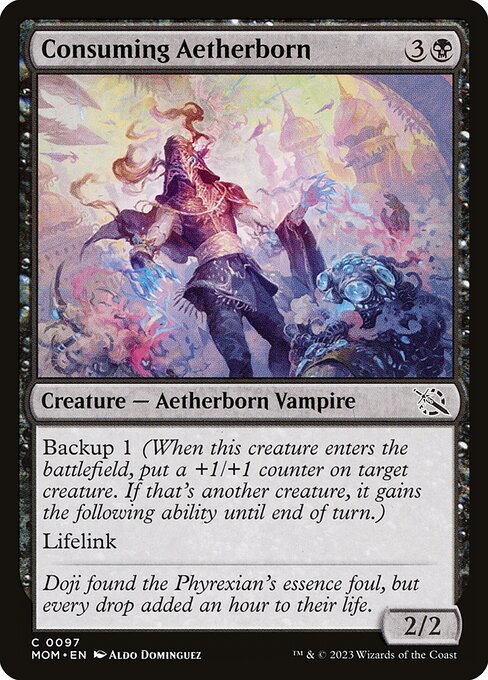 Consuming Aetherborn 3
Creature — Aetherborn Vampire
Backup 1 (When this creature enters the
battlefield, put a +1/+1 counter on target
creature. If that's another creature, it gains
the following ability until end of turn.)
Lifelink
Doji found the Phyrexian's essence foul, but
every drop added an hour to their life.
2/2
C 0097
MOM • EN Aldo Dominguez
™ & © 2023 Wizards of the Coast